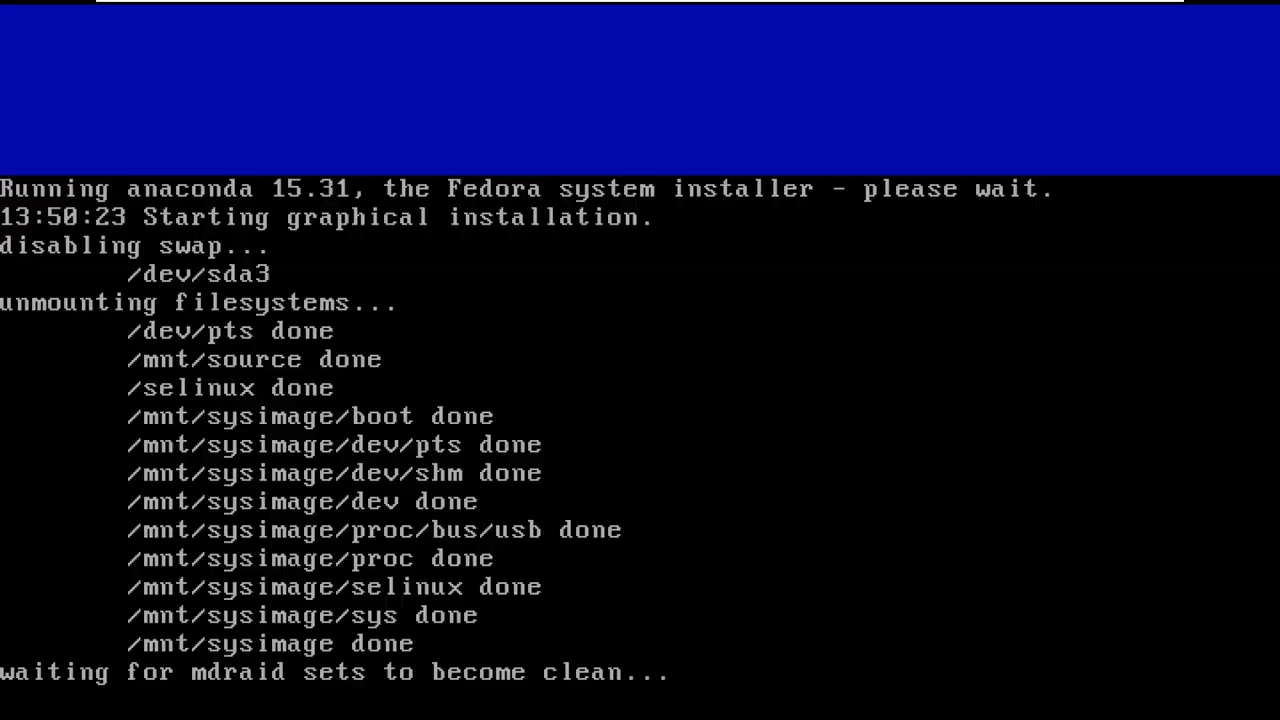 Running anaconda 15.31, the Fedora system installer - please wait.
13:50:23 Starting graphical installation.
disabling swap...
/dev/sda3
unmounting filesystems...
/dev/pts done
/mnt/source done
/selinux done
/mnt/sysimage/boot done
/mnt/sysimage/dev/pts done
/mnt/sysimage/dev/shm done
/mnt/sysimage/dev done
/mnt/sysimage/proc/bus/usb done
/mnt/sysimage/proc done
/mnt/sysimage/selinux done
/mnt/sysimage/sys done
/mnt/sysimage done
waiting for mdraid sets to become clean...